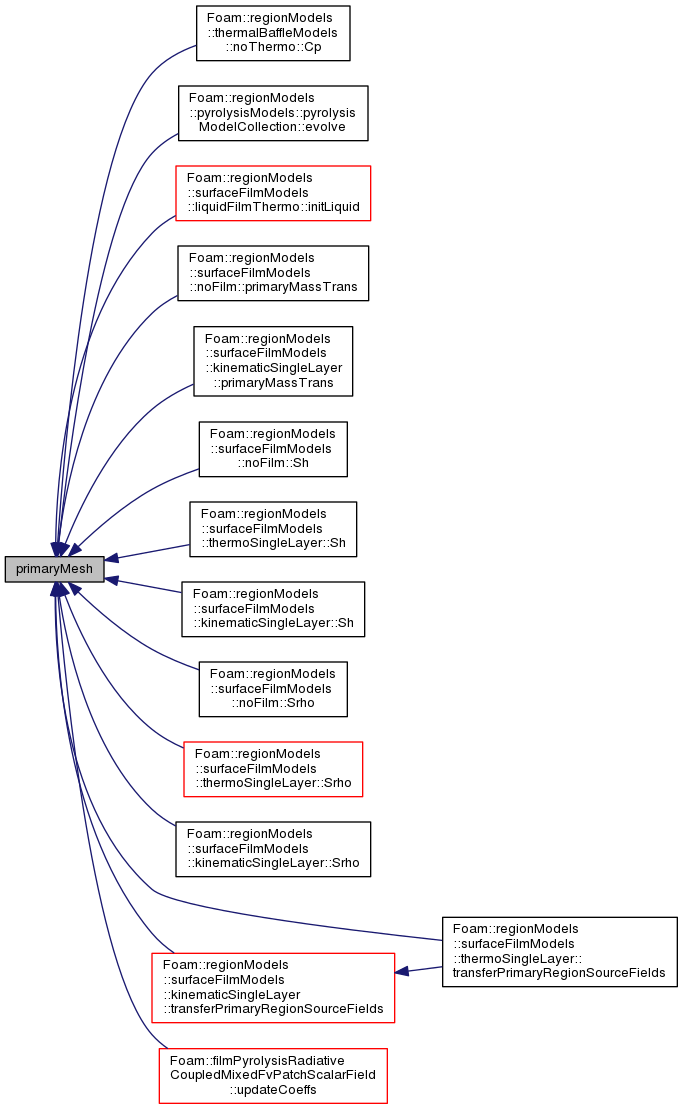 Foam::regionModels
::thermalBaffleModels
::noThermo::Cp
Foam::regionModels
::pyrolysisModels::pyrolysis
ModelCollection::evolve
Foam::regionModels
::surfaceFilmModels
::liquidFilmThermo::initLiquid
Foam::regionModels
::surfaceFilmModels
::noFilm::primaryMassTrans
Foam::regionModels
::surfaceFilmModels
::kinematicSingleLayer
::primaryMassTrans
Foam::regionModels
::surfaceFilmModels
::noFilm::Sh
Foam::regionModels
::surfaceFilmModels
::thermoSingleLayer::Sh
primaryMesh
Foam::regionModels
::surfaceFilmModels
::kinematicSingleLayer::Sh
Foam::regionModels
::surfaceFilmModels
::noFilm::Srho
Foam::regionModels
::surfaceFilmModels
::thermoSingleLayer::Srho
Foam::regionModels
::surfaceFilmModels
::kinematicSingleLayer::Srho
Foam::regionModels
::surfaceFilmModels
::thermoSingleLayer::
transferPrimaryRegionSourceFields
Foam::regionModels
::surfaceFilmModels
::kinematicSingleLayer
::transferPrimaryRegionSourceFields
Foam::filmPyrolysisRadiative
CoupledMixedFvPatchScalarField
::updateCoeffs